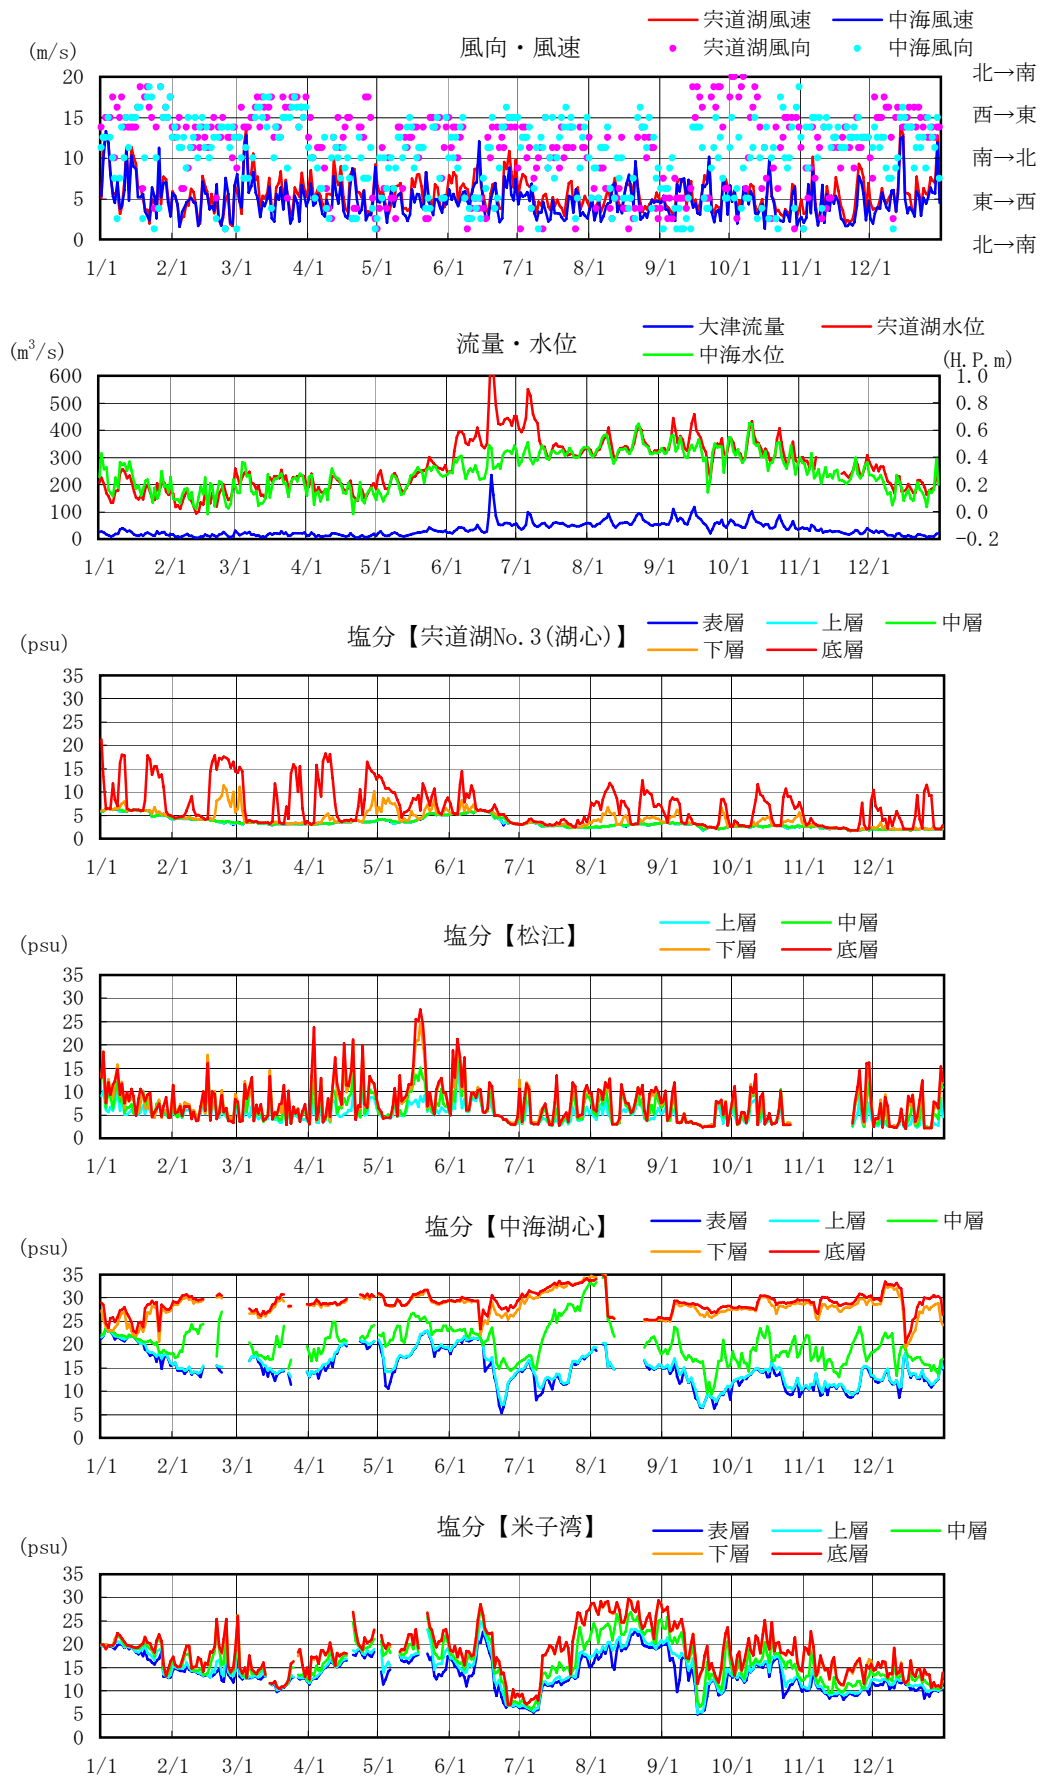 宍道湖風速 中海風速
(m/s) 風向・風速 宍道湖風向 中海風向
20 北→南
15 西→東
10 南→北
5 東→西
0 北→南
1/1 2/1 3/1 4/1 5/1 6/1 7/1 8/1 9/1 10/1 11/1 12/1
大津流量 宍道湖水位
(m3/s) 流量・水位 中海水位 (H.P.m)
600 1.0
500 0.8
400 0.6
300 0.4
200 0.2
100 0.0
0 -0.2
1/1 2/1 3/1 4/1 5/1 6/1 7/1 8/1 9/1 10/1 11/1 12/1
(psu) 塩分【宍道湖No.3(湖心)】 表層 上層 中層
下層 底層
35
30
25
20
15
10
5
0
1/1 2/1 3/1 4/1 5/1 6/1 7/1 8/1 9/1 10/1 11/1 12/1
上層 中層
(psu) 塩分【松江】 下層 底層
35
30
25
20
15
10
5
0
1/1 2/1 3/1 4/1 5/1 6/1 7/1 8/1 9/1 10/1 11/1 12/1
塩分【中海湖心】 表層 上層 中層
(psu) 下層 底層
35
30
25
20
15
10
5
0
1/1 2/1 3/1 4/1 5/1 6/1 7/1 8/1 9/1 10/1 11/1 12/1
塩分【米子湾】 表層 上層 中層
(psu) 下層 底層
35
30
25
20
15
10
5
0
1/1 2/1 3/1 4/1 5/1 6/1 7/1 8/1 9/1 10/1 11/1 12/1